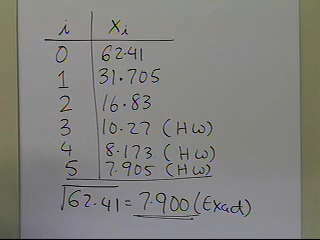 i xi
0 62.41
1 31.705
2 16.83
3 10.27 (HW)
4 8.173 (HW)
5 7.905 (HW)
√62.41 = 7.900 (Exact)